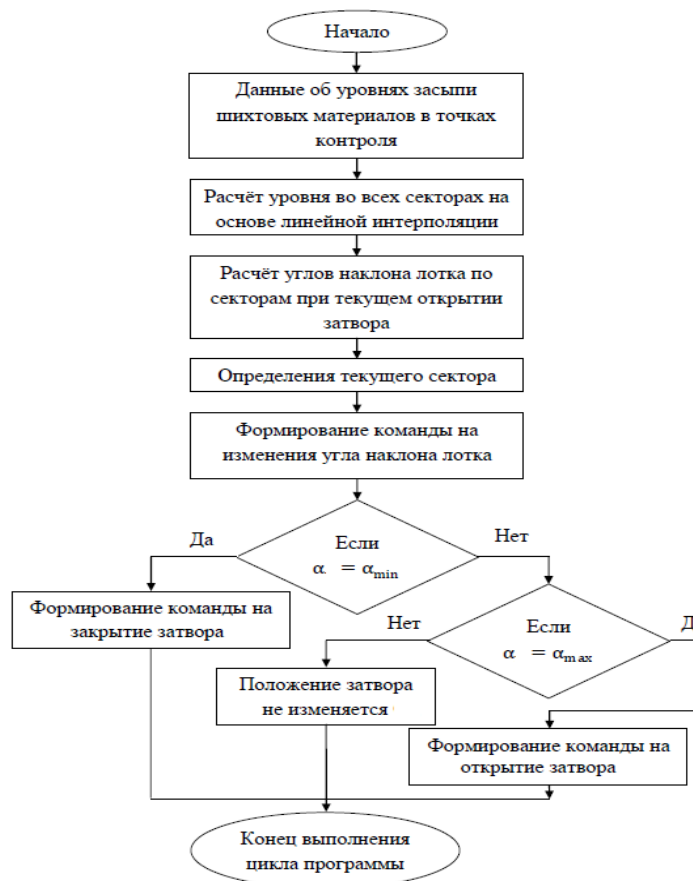 Начало
Данные об уровнях засыпи
шихтовых материалов в точках
контроля
Расчёт уровня во всех секторах на
основе линейной интерполяции
Расчёт углов наклона лотка по
секторам при текущем открытии
затвора
Определения текущего сектора
Формирование команды на
изменения угла наклона лотка
Да
Если
α = αmin
Нет
Формирование команды на
закрытие затвора
Нет
Если
α = αmax
Д
Положение затвора
не изменяется
Формирование команды на
открытие затвора
Конец выполнения
цикла программы